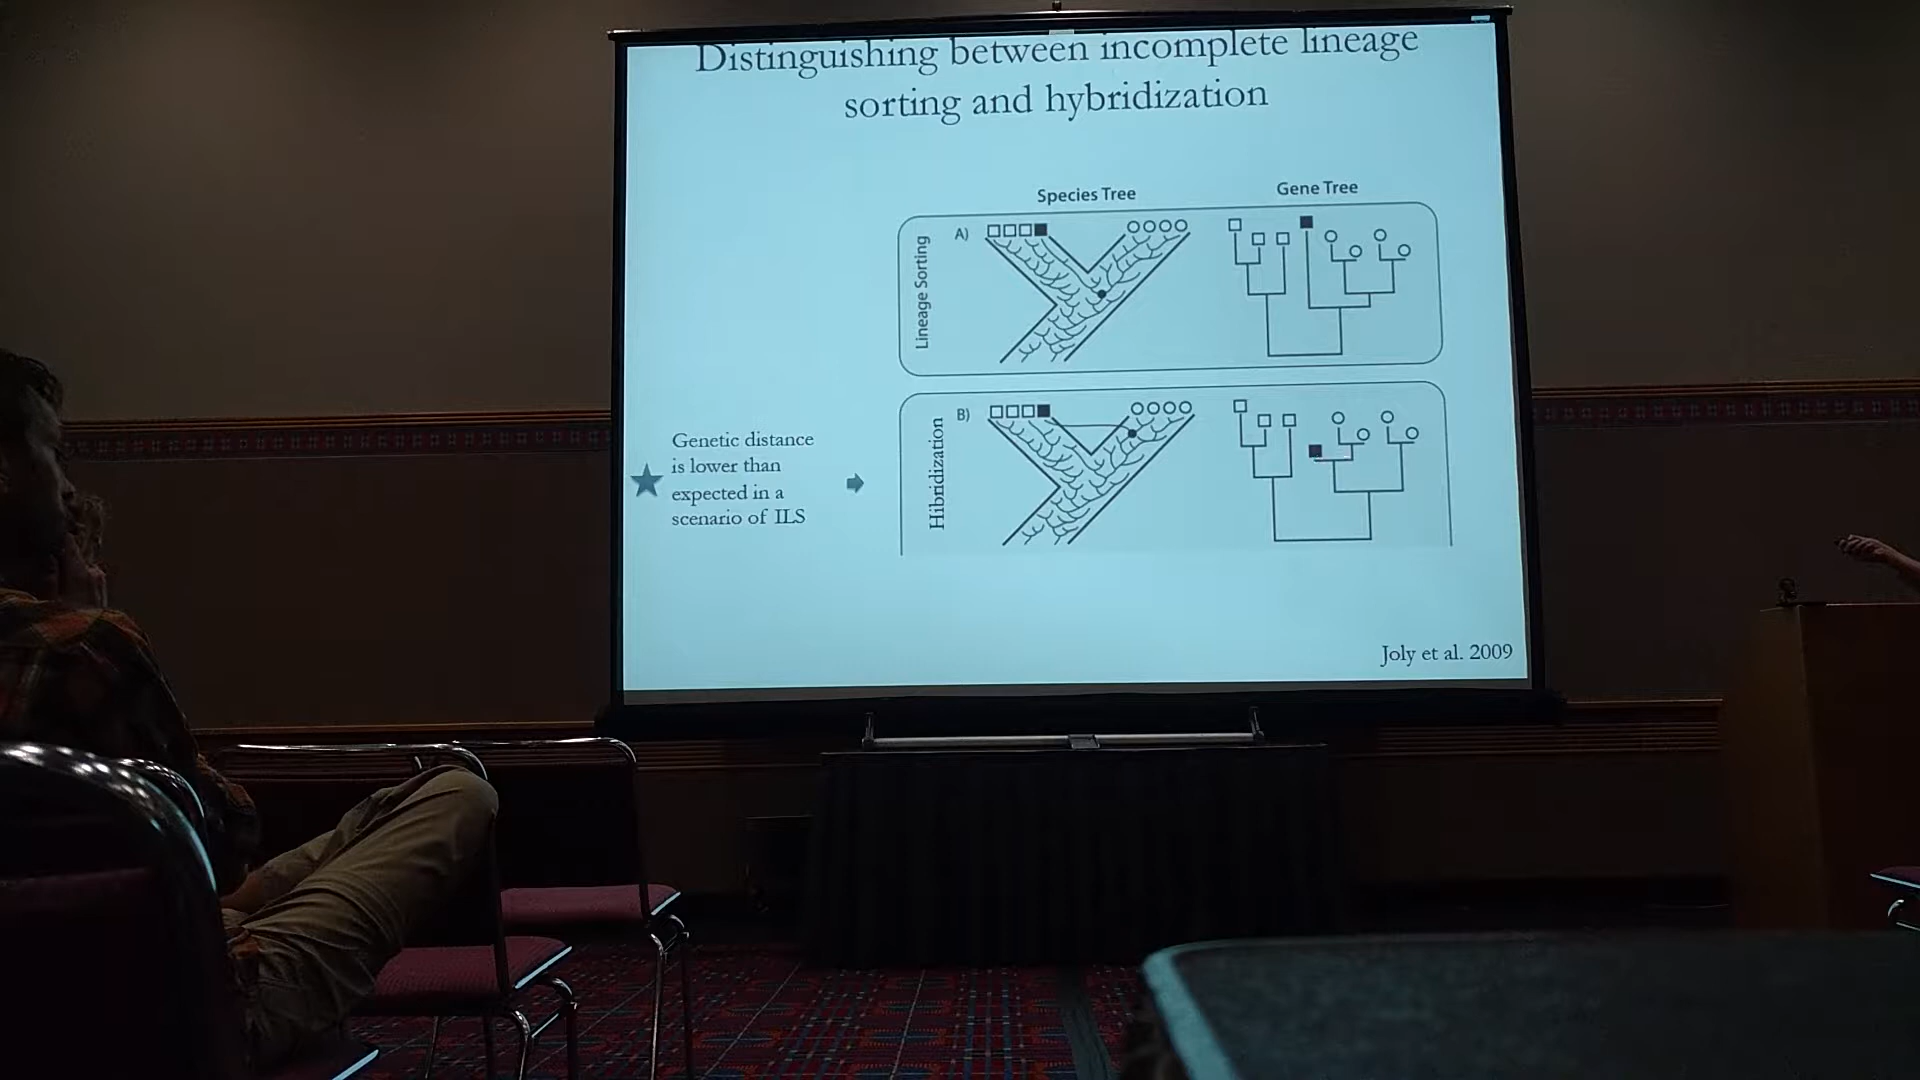 Distinguishing between incomplete lineage
sorting and hybridization
Species Tree
Gene Tree
Lineage Sorting
A)
Hibridization
B)
Genetic distance
is lower than
expected in a
scenario of ILS
Joly et al. 2009